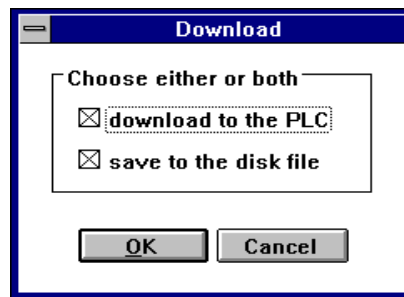 Download
Choose either or both
download to the PLC
save to the disk file
OK
Cancel